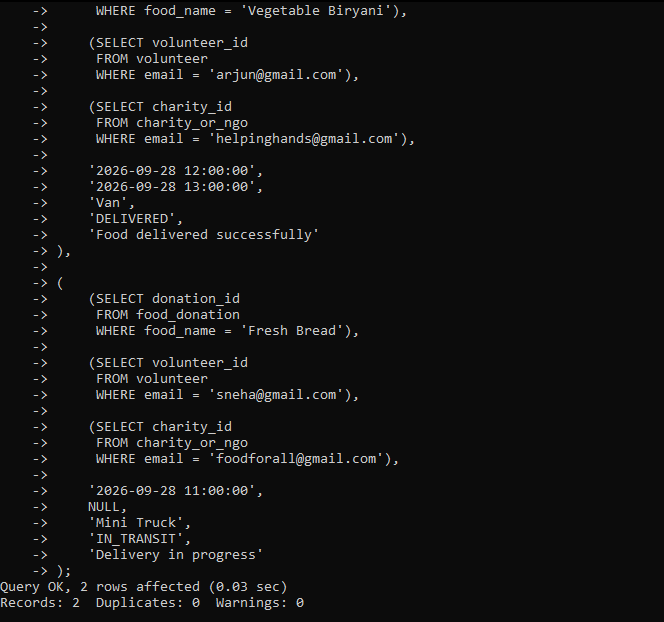 ->      WHERE food_name = 'Vegetable Biryani'),
->
->     (SELECT volunteer_id
->      FROM volunteer
->      WHERE email = 'arjun@gmail.com'),
->
->     (SELECT charity_id
->      FROM charity_or_ngo
->      WHERE email = 'helpinghands@gmail.com'),
->
->     '2026-09-28 12:00:00',
->     '2026-09-28 13:00:00',
->     'Van',
->     'DELIVERED',
->     'Food delivered successfully'
-> ),
->
-> (
->     (SELECT donation_id
->      FROM food_donation
->      WHERE food_name = 'Fresh Bread'),
->
->     (SELECT volunteer_id
->      FROM volunteer
->      WHERE email = 'sneha@gmail.com'),
->
->     (SELECT charity_id
->      FROM charity_or_ngo
->      WHERE email = 'foodforall@gmail.com'),
->
->     '2026-09-28 11:00:00',
->     NULL,
->     'Mini Truck',
->     'IN_TRANSIT',
->     'Delivery in progress'
-> );
Query OK, 2 rows affected (0.03 sec)
Records: 2  Duplicates: 0  Warnings: 0